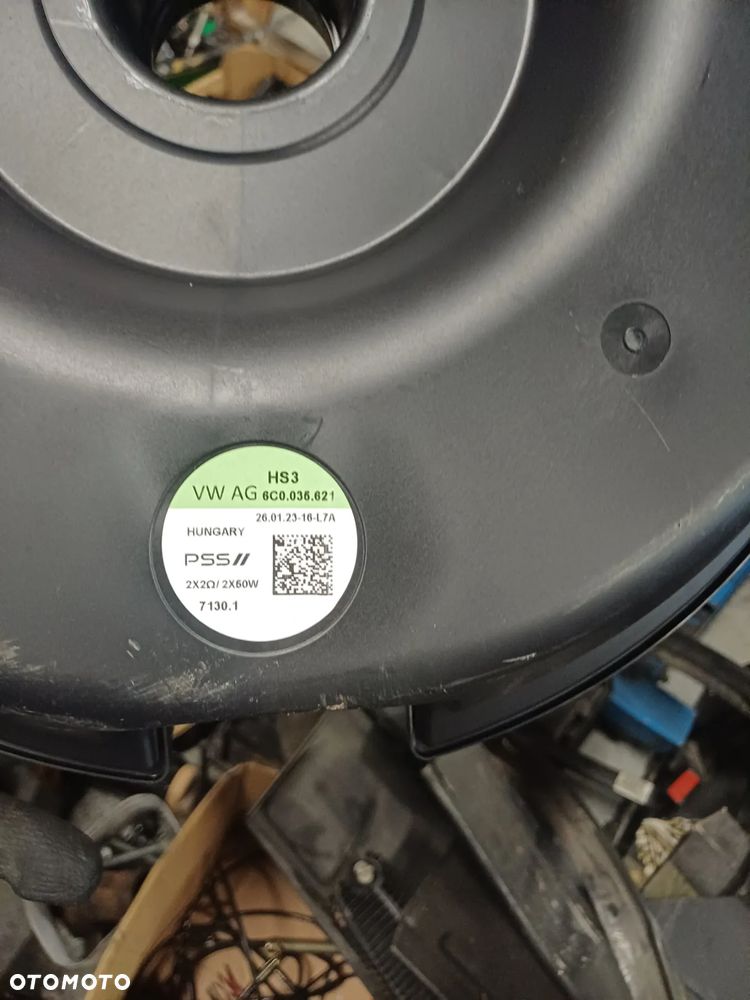 HS3
VW AG 6C0.035.621
26.01.23-16-L7A
HUNGARY
PSS
2X2Ω/ 2X60W
7130.1
OTOMOTO